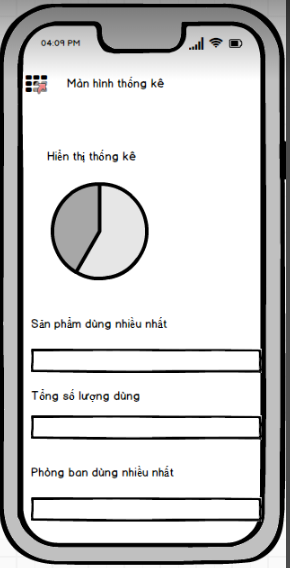 04:09 PM
Màn hình thống kê
Hiển thị thống kê
Sản phẩm dùng nhiều nhất
Tổng số lượng dùng
Phòng ban dùng nhiều nhất